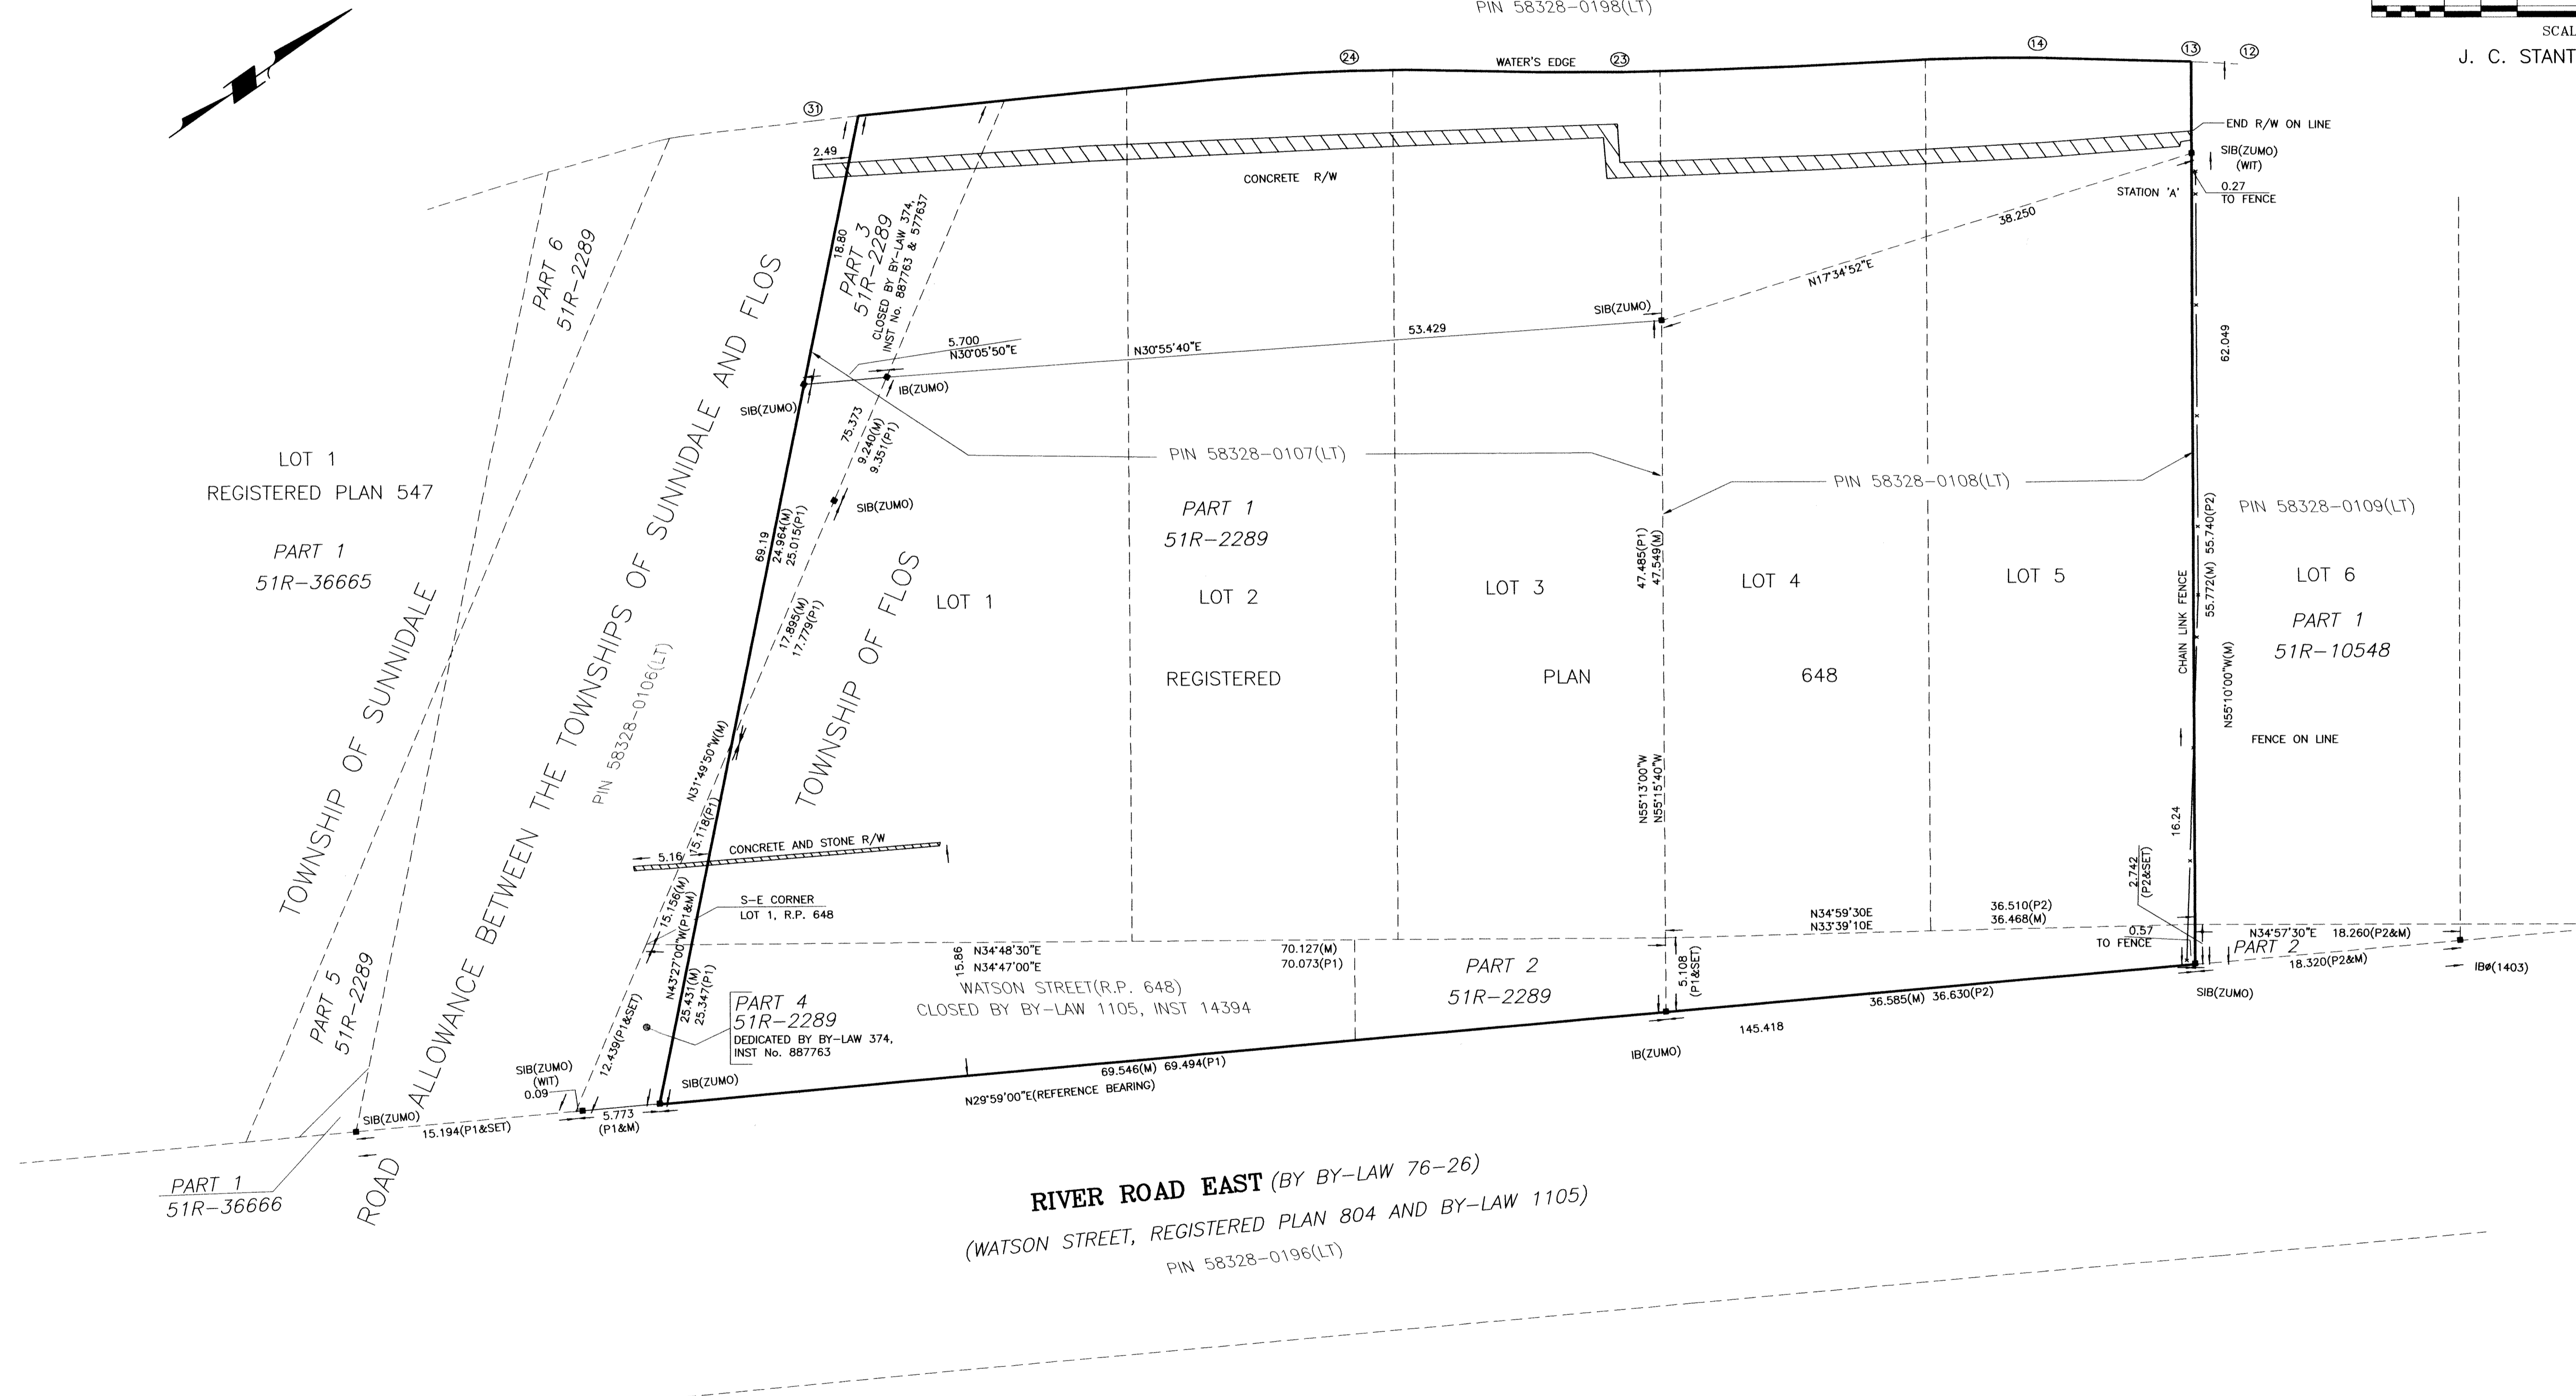 PIN 58328-0198(LT)
SCAL
J. C. STANT
24
WATER'S EDGE
23
14
13
12
31
2.49
CONCRETE R/W
END R/W ON LINE
SIB(ZUMO)
(WIT)
STATION 'A'
0.27
TO FENCE
38.250
N17°34'52"E
18.80
PART 3
51R-2289
CLOSED BY BY-LAW 374,
INST No. 887763 & 577637
PART 6
51R-2289
SIB(ZUMO)
53.429
5.700
N30°05'50"E
N30°55'40"E
IB(ZUMO)
SIB(ZUMO)
62.049
75.373
9.240(M)
9.351(P1)
SIB(ZUMO)
LOT 1
REGISTERED PLAN 547
PART 1
51R-36665
PIN 58328-0107(LT)
PIN 58328-0108(LT)
PIN 58328-0109(LT)
PART 1
51R-2289
69.19
24.964(M)
25.015(P1)
17.895(M)
17.779(P1)
47.485(P1)
47.549(M)
55.772(M) 55.740(P2)
CHAIN LINK FENCE
LOT 1
LOT 2
LOT 3
LOT 4
LOT 5
LOT 6
PART 1
51R-10548
REGISTERED PLAN 648
TOWNSHIP OF SUNNIDALE
ROAD ALLOWANCE BETWEEN THE TOWNSHIPS OF SUNNIDALE AND FLOS
PIN 58328-0106(LT)
TOWNSHIP OF FLOS
N31°49'50"W(M)
15.118(P1)
N55°10'00"W(M)
FENCE ON LINE
N55°13'00"W
N55°15'40"W
16.24
CONCRETE AND STONE R/W
5.16
15.156(M)
N43°27'00"W(P1&M)
S-E CORNER
LOT 1, R.P. 648
2.742
(P2&SET)
N34°59'30E
N33°39'10E
36.510(P2)
36.468(M)
0.57
TO FENCE
N34°57'30"E 18.260(P2&M)
PART 2
18.320(P2&M)
IBø(1403)
SIB(ZUMO)
15.86
N34°48'30"E
N34°47'00"E
70.127(M)
70.073(P1)
WATSON STREET(R.P. 648)
CLOSED BY BY-LAW 1105, INST 14394
PART 2
51R-2289
5.108
(P1&SET)
PART 5
51R-2289
25.431(M)
25.347(P1)
12.439(P1&SET)
PART 4
51R-2289
DEDICATED BY BY-LAW 374,
INST No. 887763
36.585(M) 36.630(P2)
145.418
IB(ZUMO)
SIB(ZUMO)
(WIT)
0.09
SIB(ZUMO)
69.546(M) 69.494(P1)
N29°59'00"E(REFERENCE BEARING)
SIB(ZUMO)
15.194(P1&SET)
5.773
(P1&M)
PART 1
51R-36666
RIVER ROAD EAST (BY BY-LAW 76-26)
(WATSON STREET, REGISTERED PLAN 804 AND BY-LAW 1105)
PIN 58328-0196(LT)